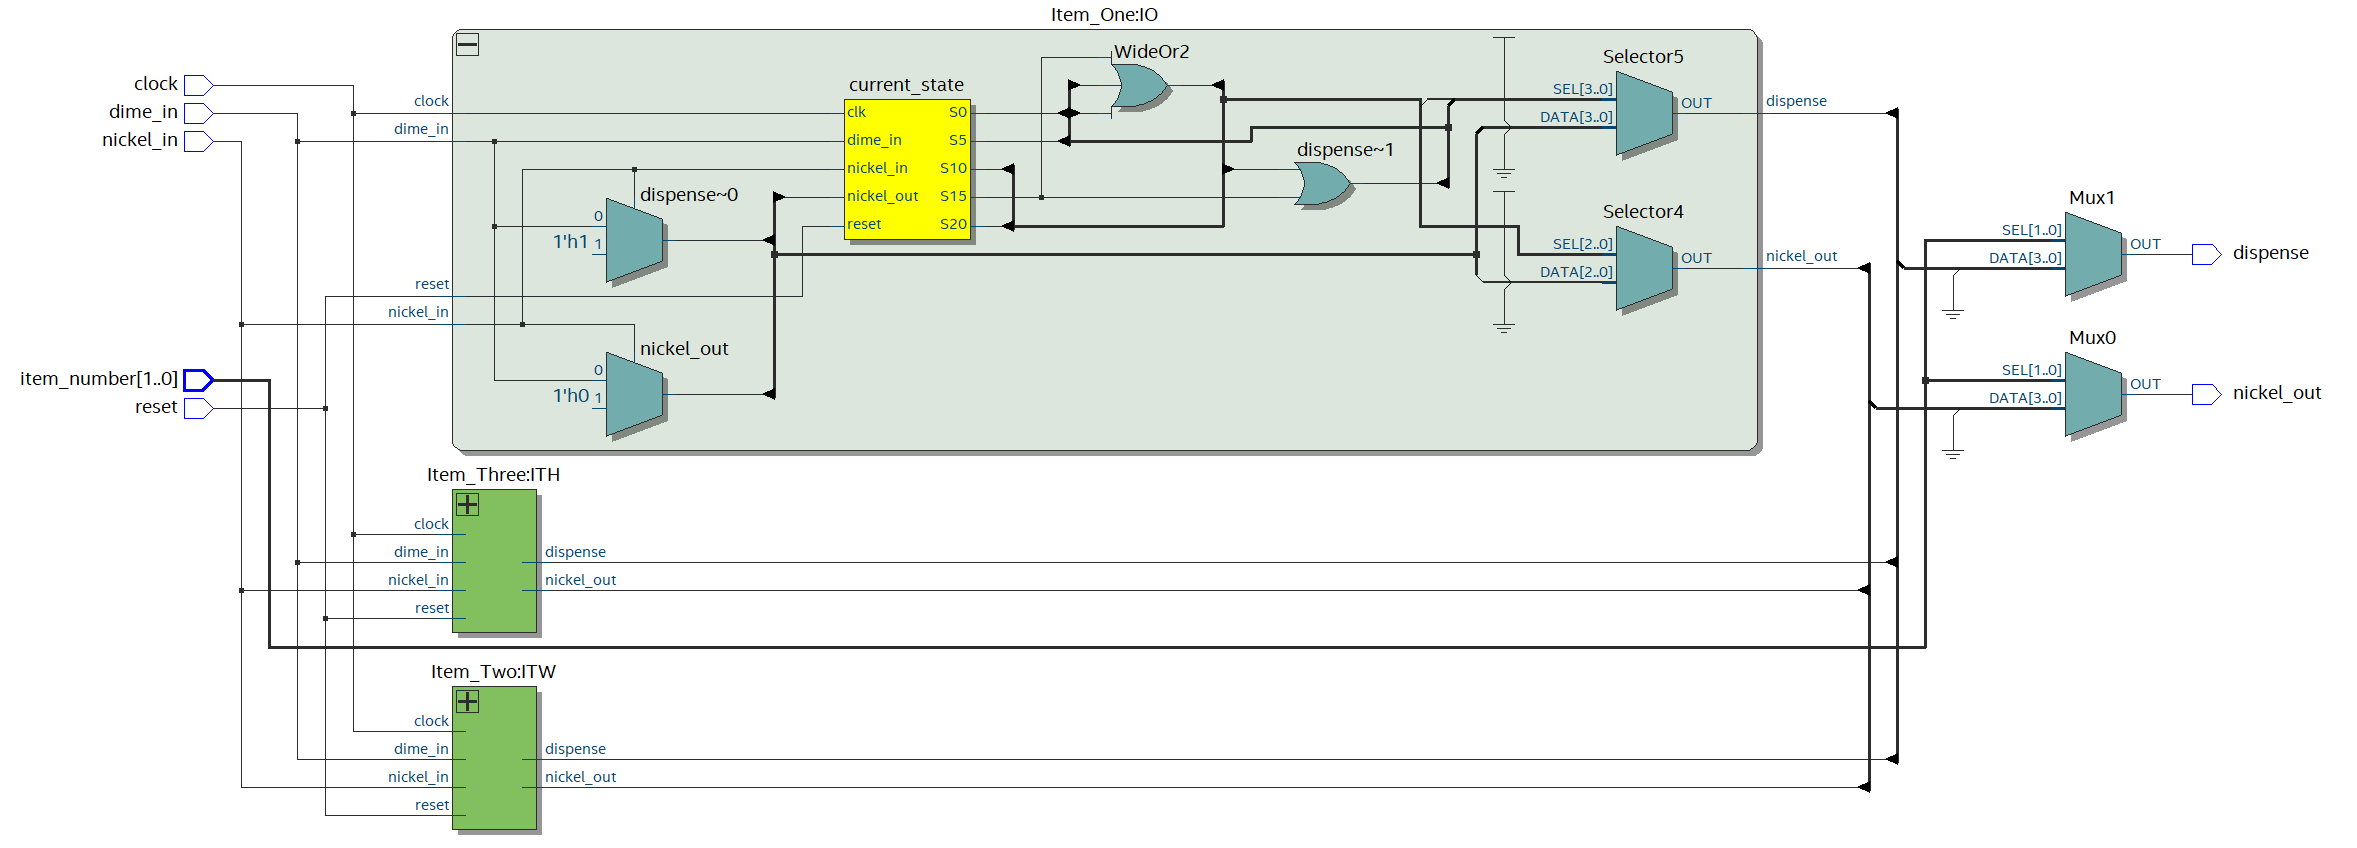 Item_One:IO
clock
dime_in
nickel_in
item_number[1..0]
reset
clock
dime_in
reset
nickel_in
dispense~0
0
1'h1 1
nickel_out
0
1'h0 1
current_state
clk
dime_in
nickel_in
nickel_out
reset
S0
S5
S10
S15
S20
WideOr2
dispense~1
Selector5
SEL[3..0]
DATA[3..0]
OUT
Selector4
SEL[2..0]
DATA[2..0]
OUT
dispense
nickel_out
Mux1
SEL[1..0]
DATA[3..0]
OUT
dispense
Mux0
SEL[1..0]
DATA[3..0]
OUT
nickel_out
Item_Three:ITH
clock
dime_in
nickel_in
reset
dispense
nickel_out
Item_Two:ITW
clock
dime_in
nickel_in
reset
dispense
nickel_out